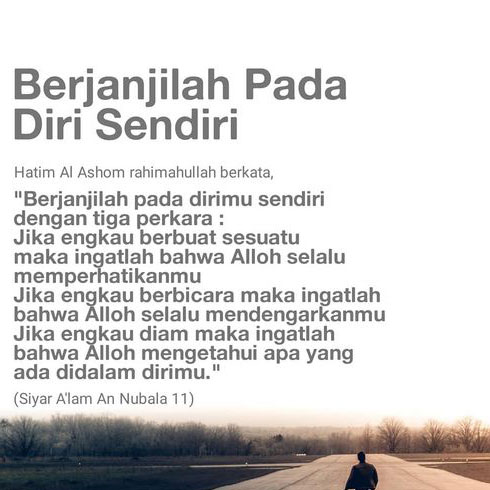 Berjanjilah Pada
Diri Sendiri
Hatim Al Ashom rahimahullah berkata,
"Berjanjilah pada dirimu sendiri
dengan tiga perkara :
Jika engkau berbuat sesuatu
maka ingatlah bahwa Alloh selalu
memperhatikanmu
Jika engkau berbicara maka ingatlah
bahwa Alloh selalu mendengarkanmu
Jika engkau diam maka ingatlah
bahwa Alloh mengetahui apa yang
ada didalam dirimu."
(Siyar A'lam An Nubala 11)